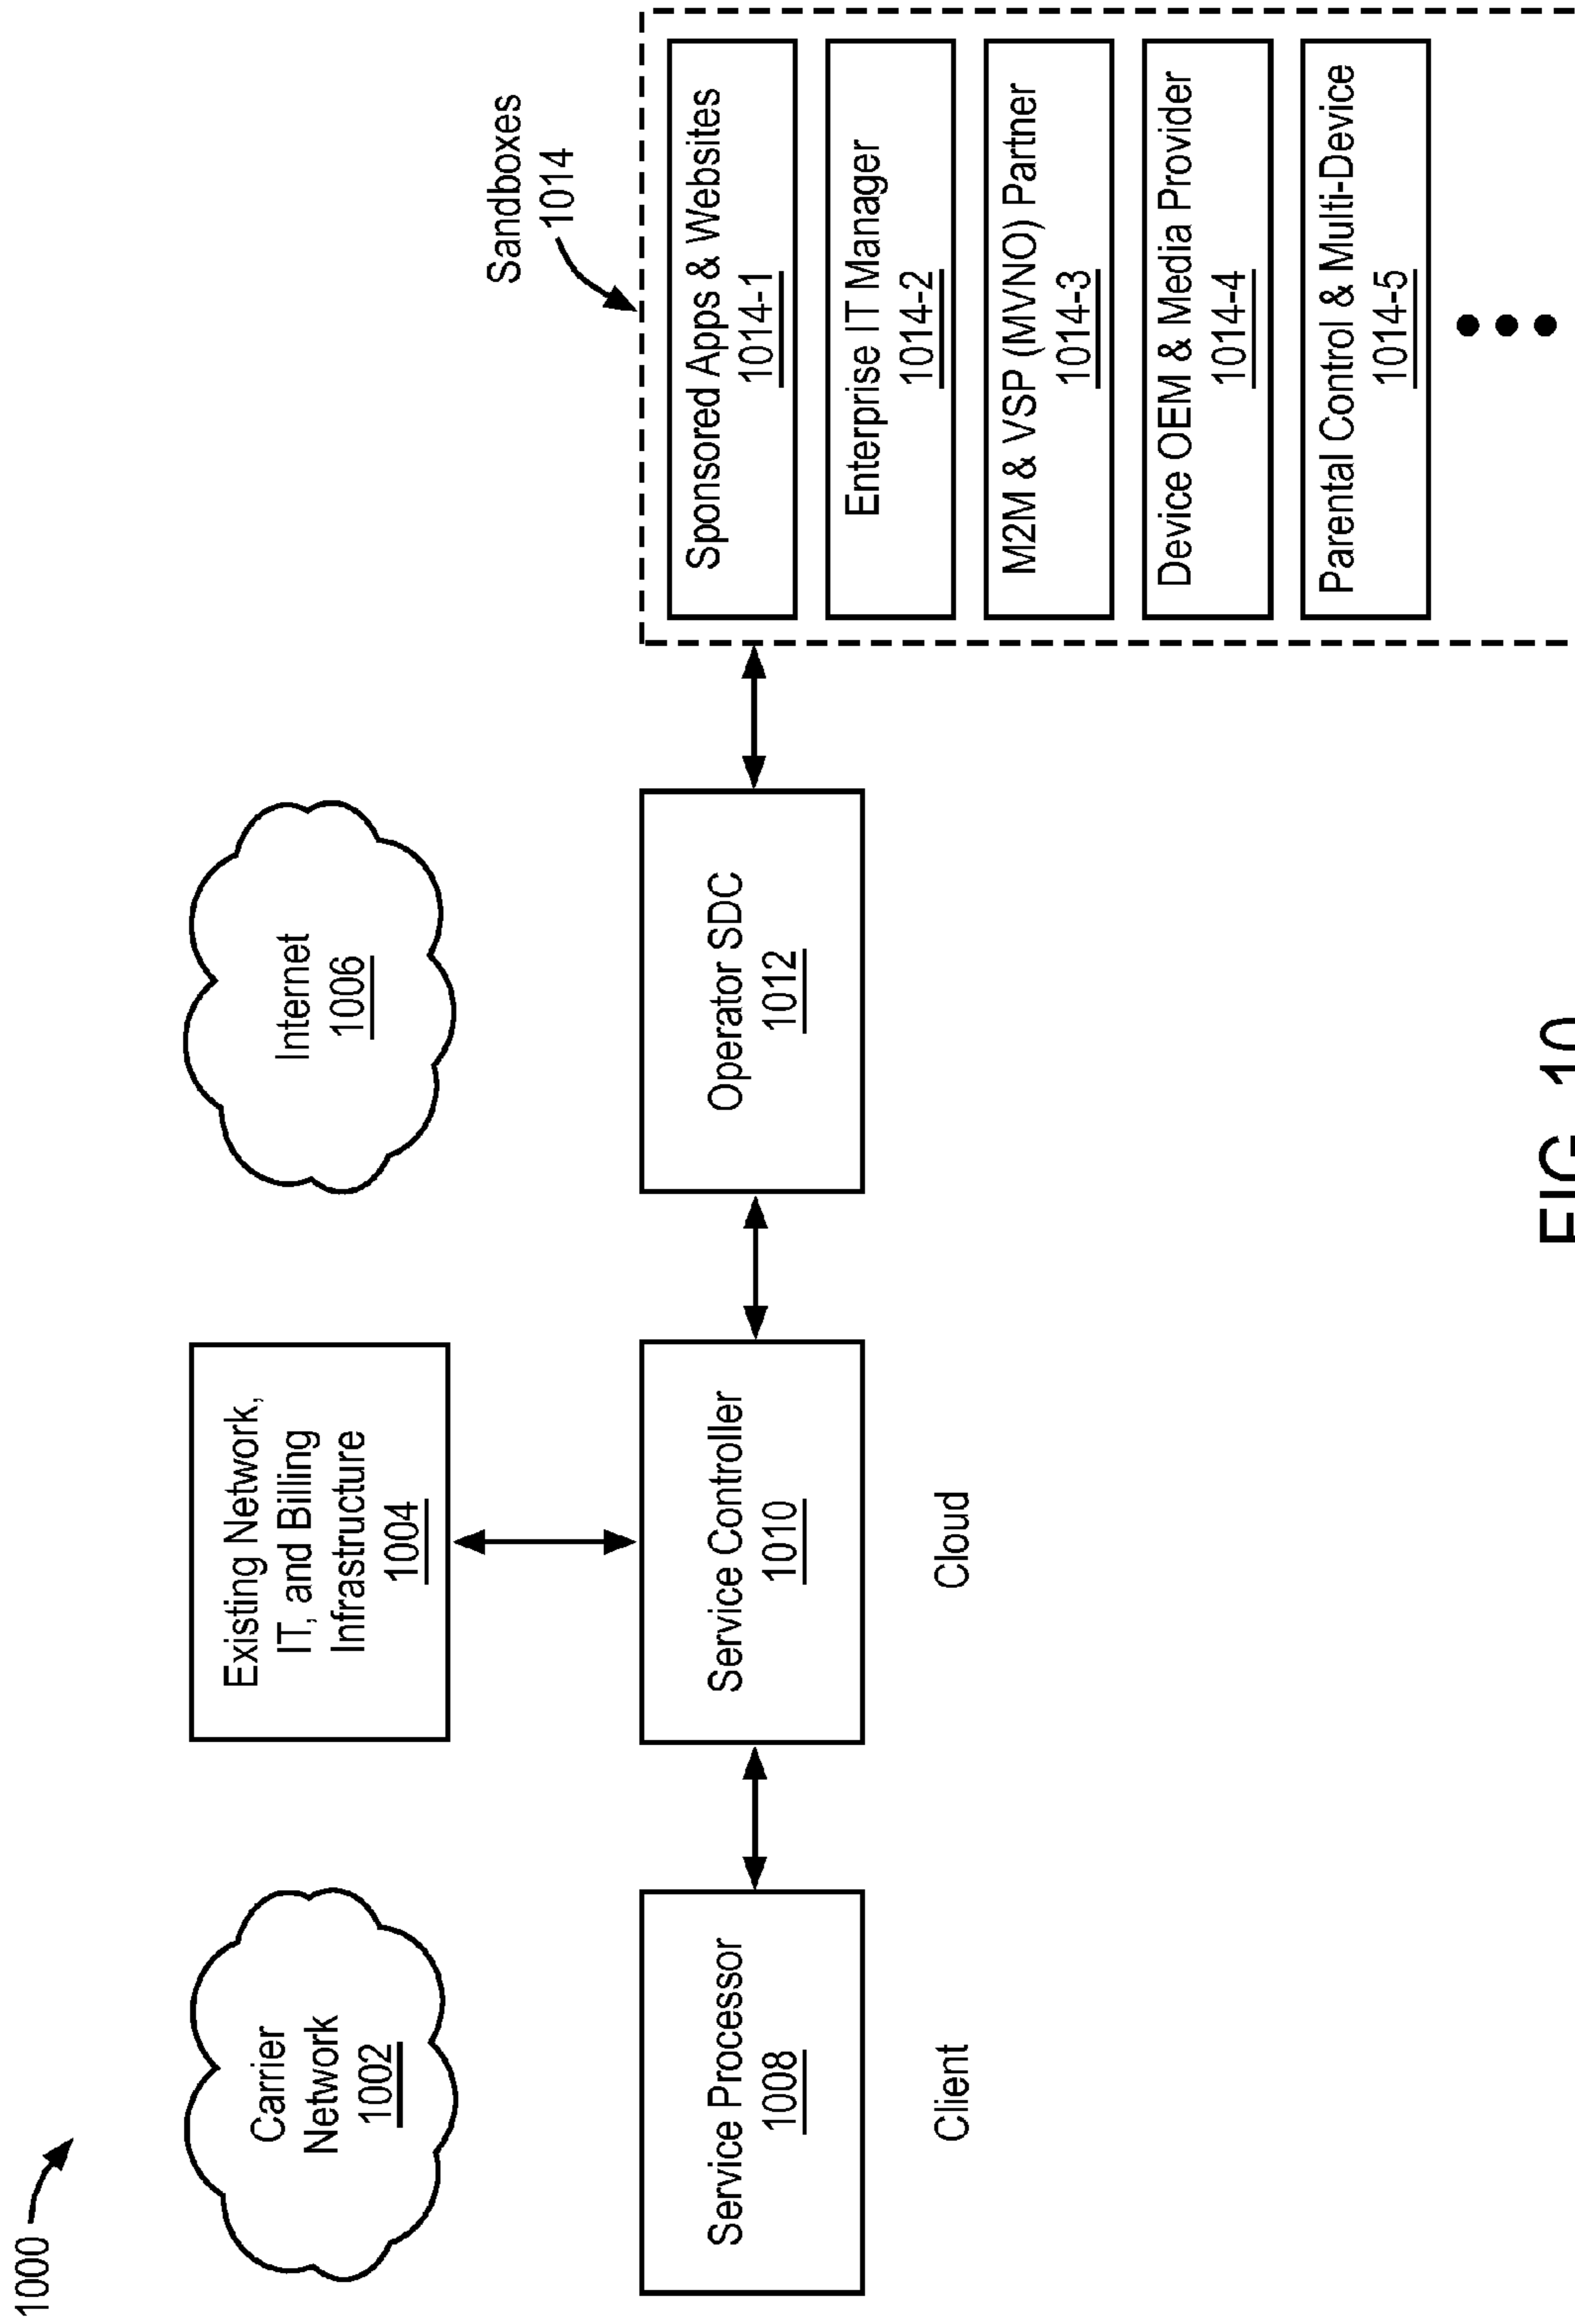 1000
Carrier
Network
1002
Existing Network,
IT, and Billing
Infrastructure
1004
Internet
1006
Service Processor
1008
Service Controller
1010
Operator SDC
1012
Client
Cloud
Sandboxes
1014
Sponsored Apps & Websites
1014-1
Enterprise IT Manager
1014-2
M2M & VSP (MVNO) Partner
1014-3
Device OEM & Media Provider
1014-4
Parental Control & Multi-Device
1014-5
FIG. 10